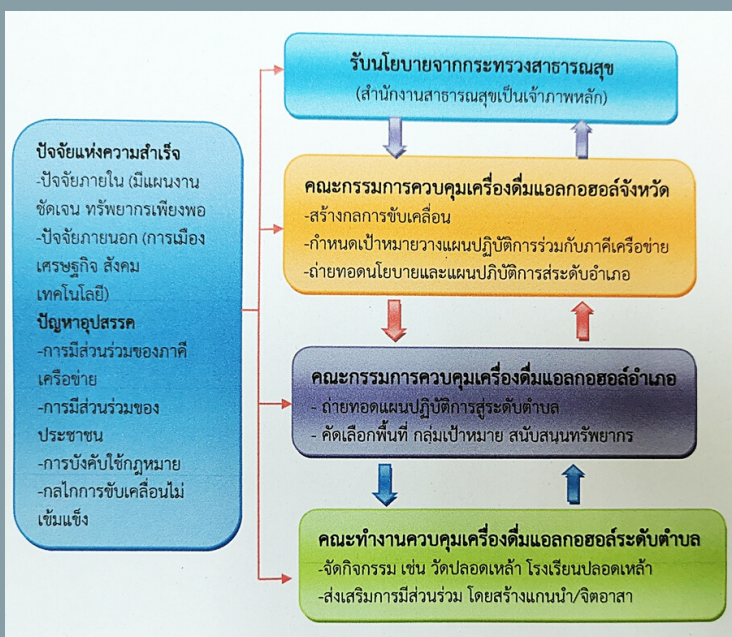 รับนโยบายจากกระทรวงสาธารณสุข
(สำนักงานสาธารณสุขเป็นเจ้าภาพหลัก)
ปัจจัยแห่งความสำเร็จ
-ปัจจัยภายใน (มีแผนงาน
ชัดเจน ทรัพยากรเพียงพอ
-ปัจจัยภายนอก (การเมือง
เศรษฐกิจ สังคม
เทคโนโลยี)
ปัญหาอุปสรรค
-การมีส่วนร่วมของภาคี
เครือข่าย
-การมีส่วนร่วมของ
ประชาชน
-การบังคับใช้กฎหมาย
-กลไกการขับเคลื่อนไม่
เข้มแข็ง
คณะกรรมการควบคุมเครื่องดื่มแอลกอฮอล์จังหวัด
-สร้างกลการขับเคลื่อน
-กำหนดเป้าหมายวางแผนปฏิบัติการร่วมกับภาคีเครือข่าย
-ถ่ายทอดนโยบายและแผนปภิบัติการส่ระดับอำเภอ
คณะกรรมการควบคุมเครื่องดื่มแอลกอฮอล์อำเภอ
- ถ่ายทอดแผนปฏิบัติการสู่ระดับตำบล
- คัดเลือกพื้นที่ กลุ่มเป้าหมาย สนับสนุนทรัพยากร
คณะทำงานควบคุมเครื่องดื่มแอลกอฮอล์ระดับตำบล
-จัดกิจกรรม เช่น วัดปลอดเหล้า โรงเรียนปลอดเหล้า
-ส่งเสริมการมีส่วนร่วม โดยสร้างแกนนำ/จิตอาสา